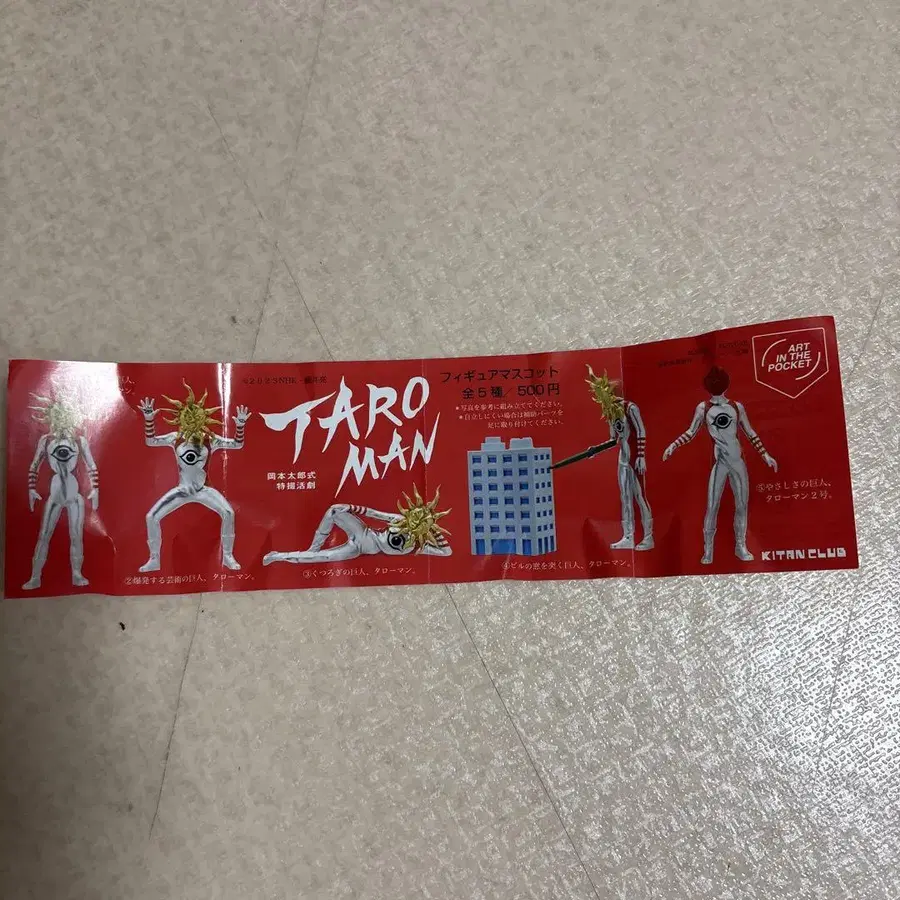 巨人、
©2023NHK・藤井亮
TARO
MAN
岡本太郎式
特撮活劇
フィギュアマスコット
全5種／500円
*写真を参考に組み立ててください。
*自立しにくい場合は補助パーツを
足に取り付けてください。
ART
IN THE
POCKET
②爆発する芸術の巨人、タローマン。
③くつろぎの巨人、タローマン。
④ビルの窓を突く巨人、タローマン。
⑤やさしさの巨人、
タローマン2号。
KITAN CLUB